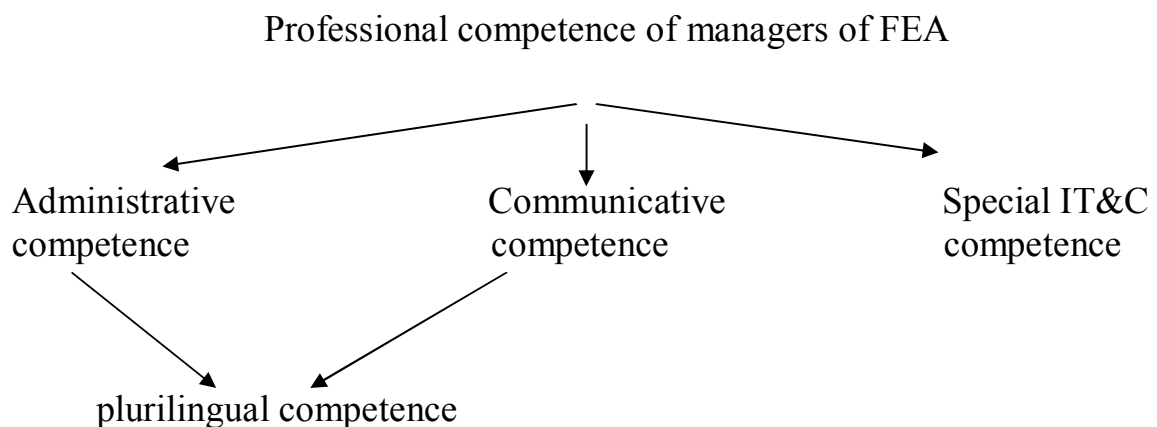 Professional competence of managers of FEA
Administrative
competence
Communicative
competence
Special IT&C
competence
plurilingual competence